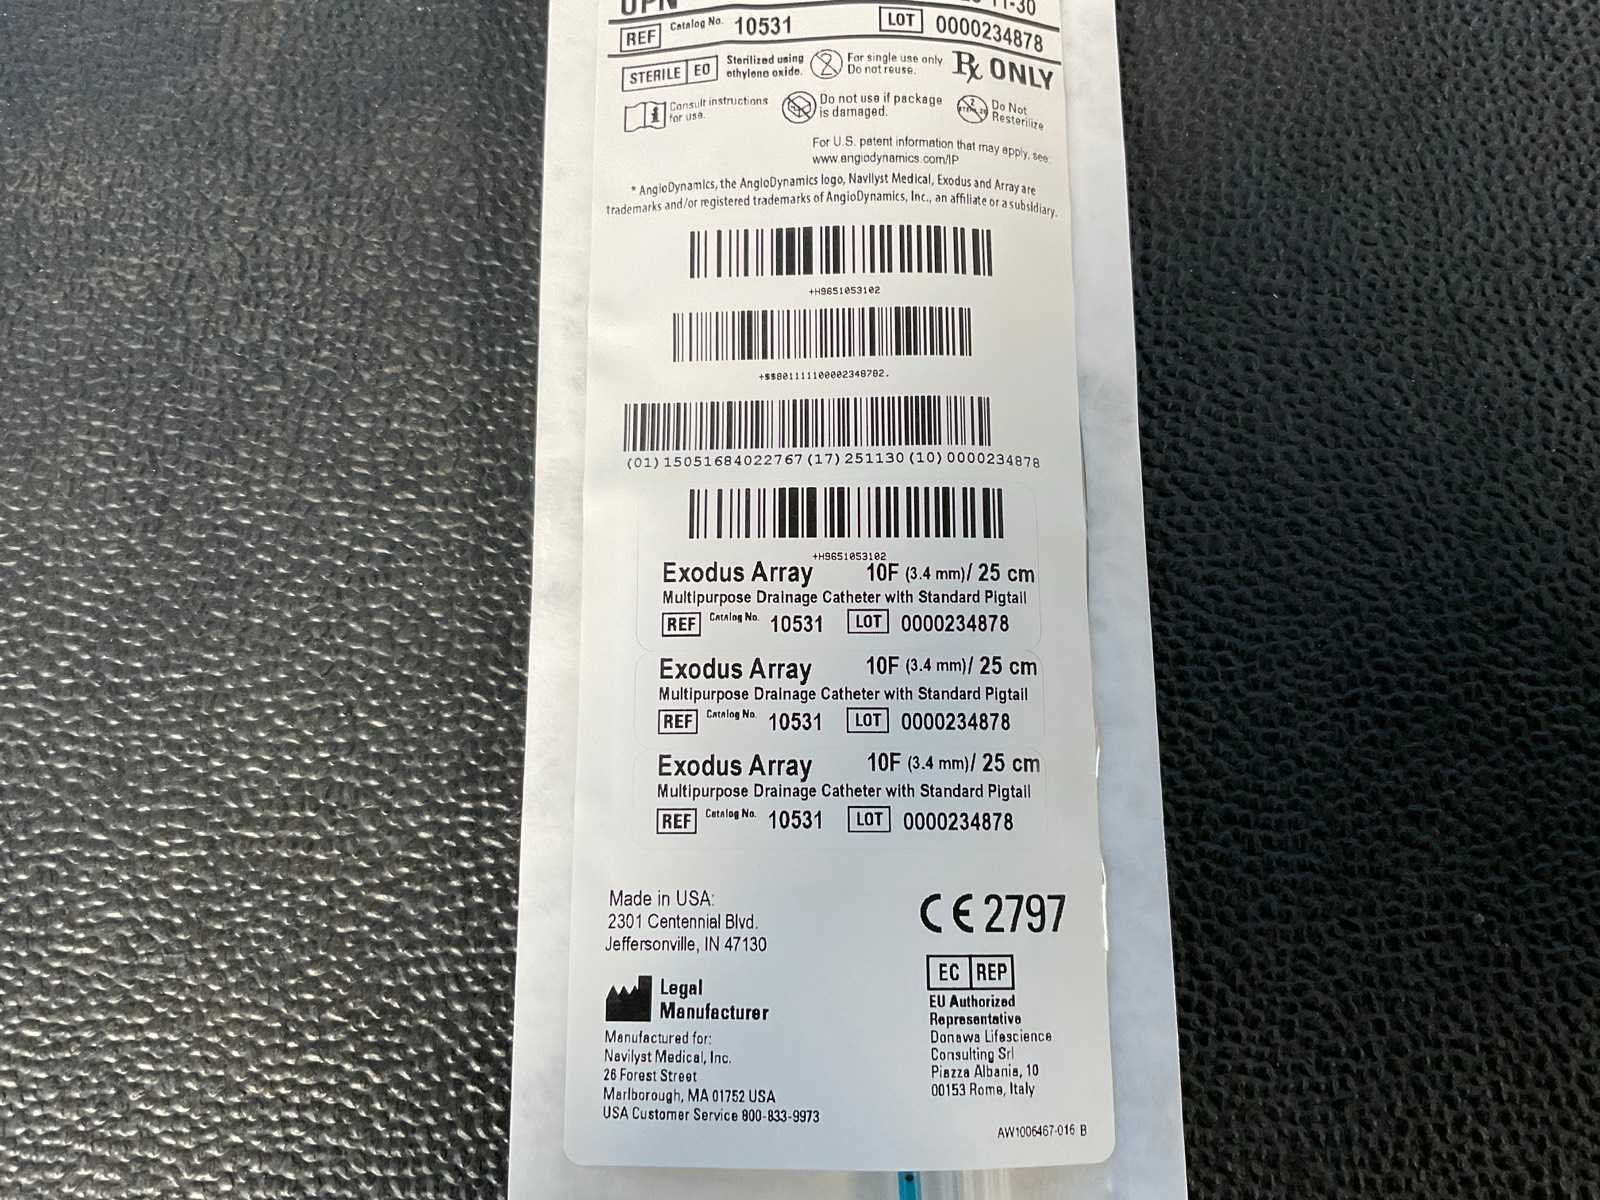 UPN 11-30
REF Catalog No. 10531 LOT 0000234878
STERILE EO Sterilized using ethylene oxide. 2 For single use only Do not reuse. Rx ONLY
Consult instructions for use. Do not use if package is damaged. Do Not Resterilize
For U.S. patent information that may apply, see:
www.angiodynamics.com/IP
* AngioDynamics, the AngioDynamics logo, Navilyst Medical, Exodus and Array are
trademarks and/or registered trademarks of AngioDynamics, Inc., an affiliate or a subsidiary.
+H9651053102
+$$801111100002348782.
(01)15051684022767(17)251130(10)0000234878
+H9651053102
Exodus Array 10F (3.4 mm)/ 25 cm
Multipurpose Drainage Catheter with Standard Pigtail
REF Catalog No. 10531 LOT 0000234878
Exodus Array 10F (3.4 mm)/ 25 cm
Multipurpose Drainage Catheter with Standard Pigtail
REF Catalog No. 10531 LOT 0000234878
Exodus Array 10F (3.4 mm)/ 25 cm
Multipurpose Drainage Catheter with Standard Pigtail
REF Catalog No. 10531 LOT 0000234878
Made in USA:
2301 Centennial Blvd.
Jeffersonville, IN 47130
CE 2797
Legal
Manufacturer
Manufactured for:
Navilyst Medical, Inc.
26 Forest Street
Marlborough, MA 01752 USA
USA Customer Service 800-833-9973
EC REP
EU Authorized
Representative
Donawa Lifescience
Consulting Srl
Piazza Albania, 10
00153 Rome, Italy
AW1006467-016 B